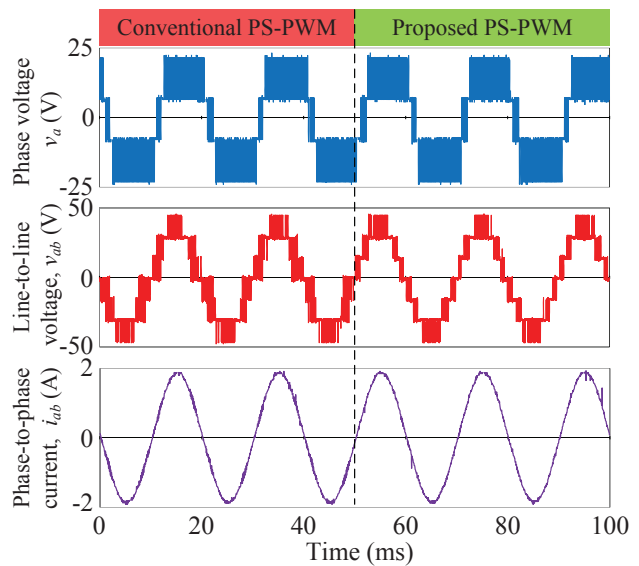 Conventional PS-PWM
Proposed PS-PWM
Phase voltage
v_a (V)
25
0
-25
Line-to-line
voltage, v_ab (V)
50
0
-50
Phase-to-phase
current, i_ab (A)
2
0
-2
0 20 40 60 80 100
Time (ms)